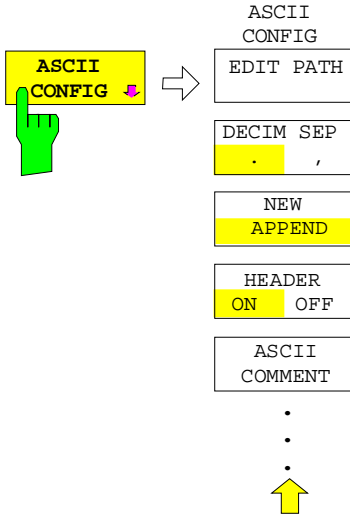 ASCII
CONFIG
ASCII
CONFIG
EDIT PATH
DECIM SEP
. ,
NEW
APPEND
HEADER
ON OFF
ASCII
COMMENT